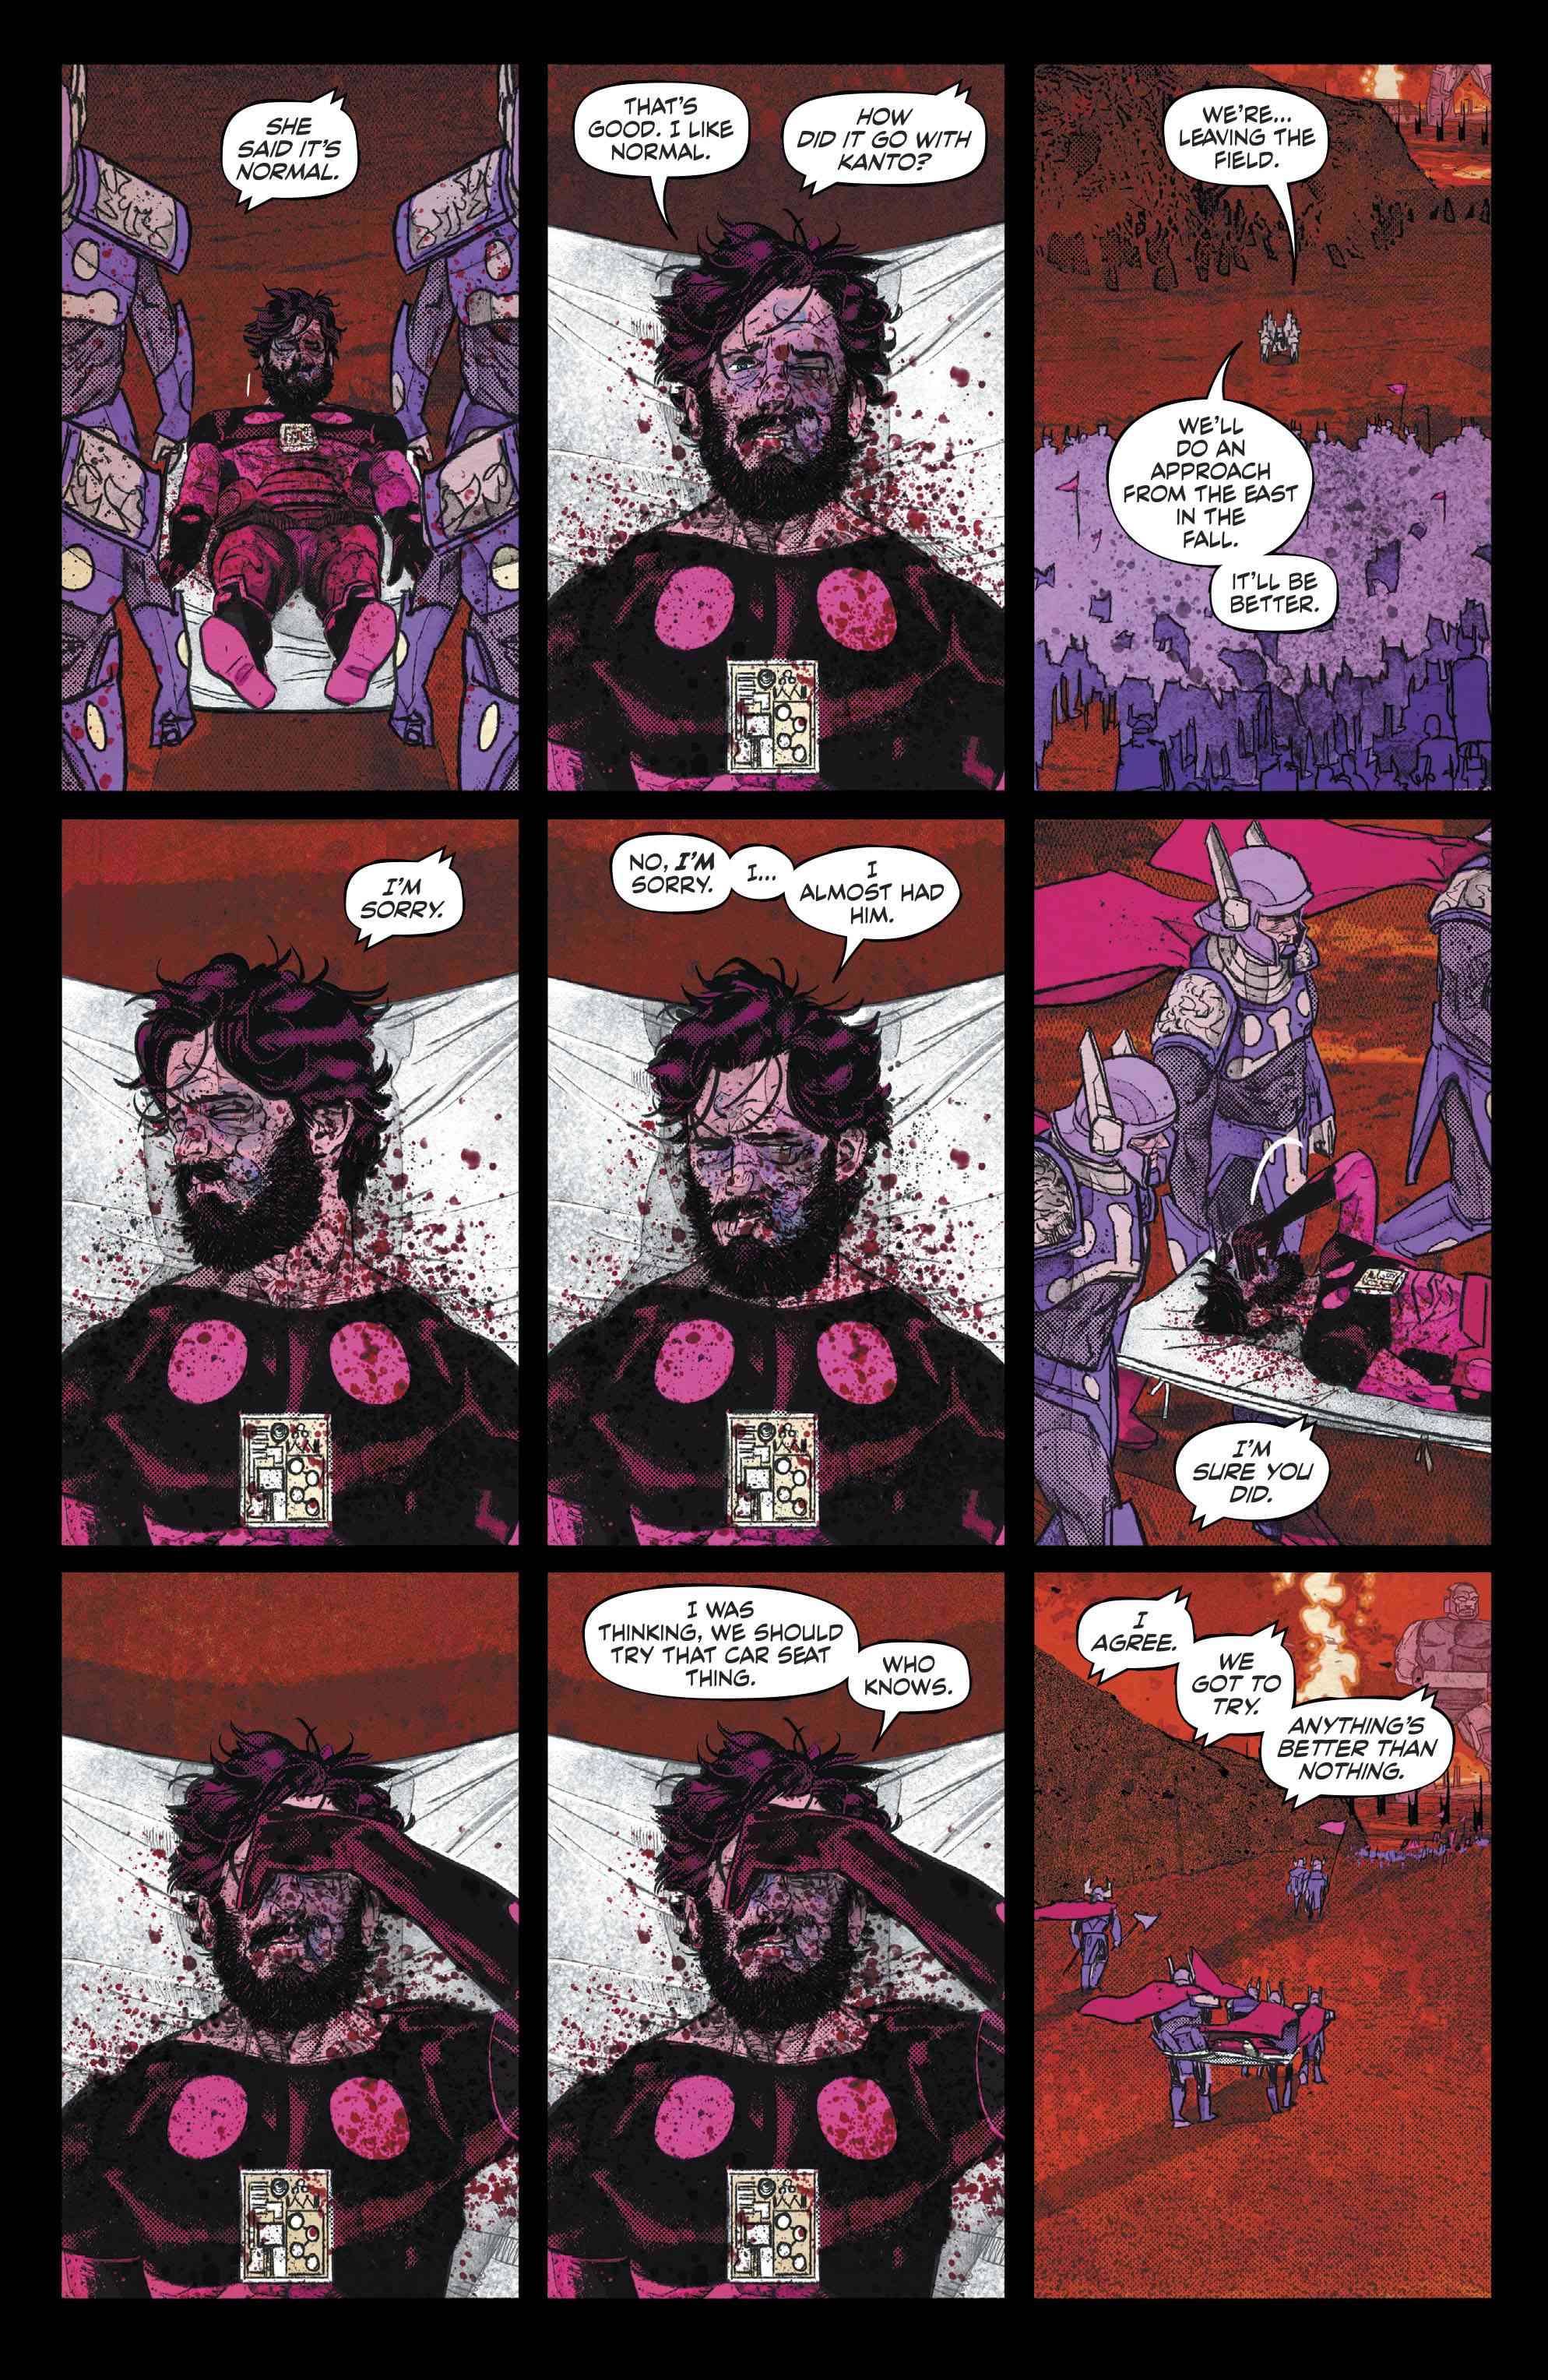 SHE
SAID IT'S
NORMAL.
THAT'S
GOOD. I LIKE
NORMAL.
HOW
DID IT GO WITH
KANTO?
WE'RE...
LEAVING THE
FIELD.
WE'LL
DO AN
APPROACH
FROM THE EAST
IN THE
FALL.
IT'LL BE
BETTER.
I'M
SORRY.
NO, I'M
SORRY.
I...
I
ALMOST HAD
HIM.
I'M
SURE YOU
DID.
I WAS
THINKING, WE SHOULD
TRY THAT CAR SEAT
THING.
WHO
KNOWS.
I
AGREE.
WE
GOT TO
TRY.
ANYTHING'S
BETTER THAN
NOTHING.